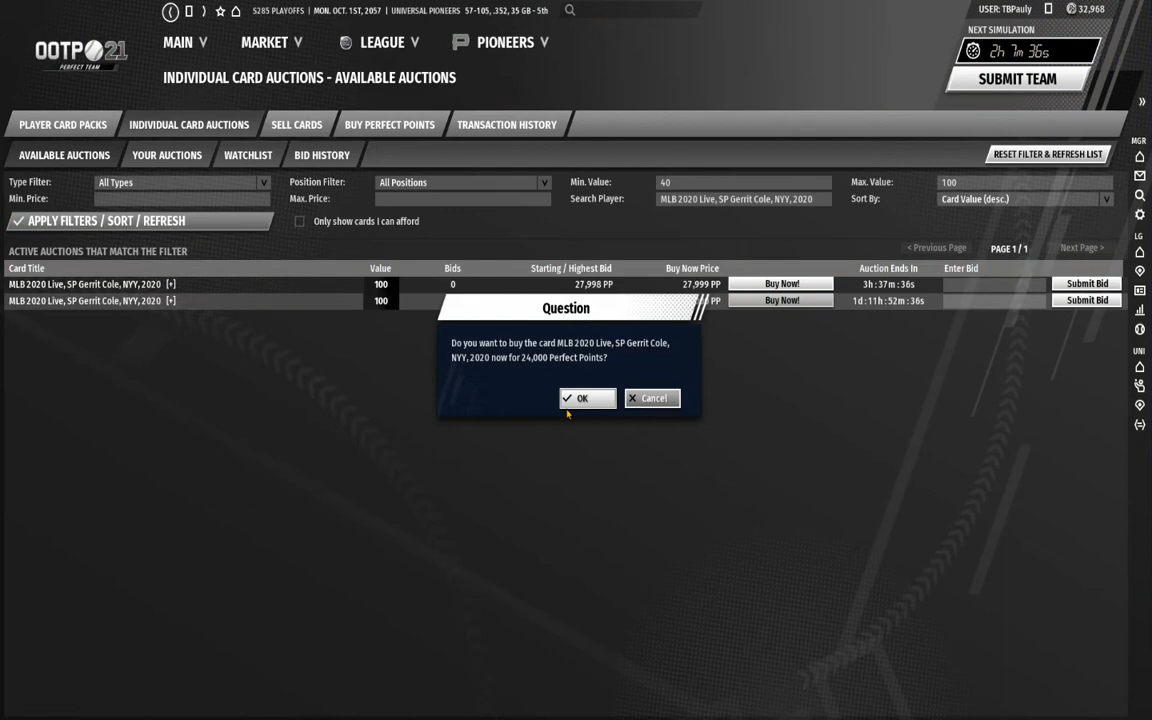 S285 PLAYOFFS | MON. OCT. 1ST, 2057 | UNIVERSAL PIONEERS 57-105, .352, 35 GB - 5th
USER: TBPauly 32,968
OOTP 21
PERFECT TEAM
MAIN LEAGUE MARKET PIONEERS
NEXT SIMULATION
2h 7m 36s
INDIVIDUAL CARD AUCTIONS - AVAILABLE AUCTIONS
SUBMIT TEAM
PLAYER CARD PACKS INDIVIDUAL CARD AUCTIONS SELL CARDS BUY PERFECT POINTS TRANSACTION HISTORY
AVAILABLE AUCTIONS YOUR AUCTIONS WATCHLIST BID HISTORY RESET FILTER & REFRESH LIST
Type Filter: All Types Position Filter: All Positions Min. Value: 40 Max. Value: 100
Min. Price: Max. Price: Search Player: MLB 2020 Live, SP Gerrit Cole, NYY, 2020 Sort By: Card Value (desc.)
APPLY FILTERS / SORT / REFRESH Only show cards I can afford
ACTIVE AUCTIONS THAT MATCH THE FILTER < Previous Page PAGE 1 / 1 Next Page >
Card Title Value Bids Starting / Highest Bid Buy Now Price Auction Ends In Enter Bid
MLB 2020 Live, SP Gerrit Cole, NYY, 2020 [+] 100 0 27,998 PP 27,999 PP Buy Now! 3h : 37m : 36s Submit Bid
MLB 2020 Live, SP Gerrit Cole, NYY, 2020 [+] 100 PP Buy Now! 1d : 11h : 52m : 36s Submit Bid
Question
Do you want to buy the card MLB 2020 Live, SP Gerrit Cole,
NYY, 2020 now for 24,000 Perfect Points?
OK Cancel
MGR
LG
UNI